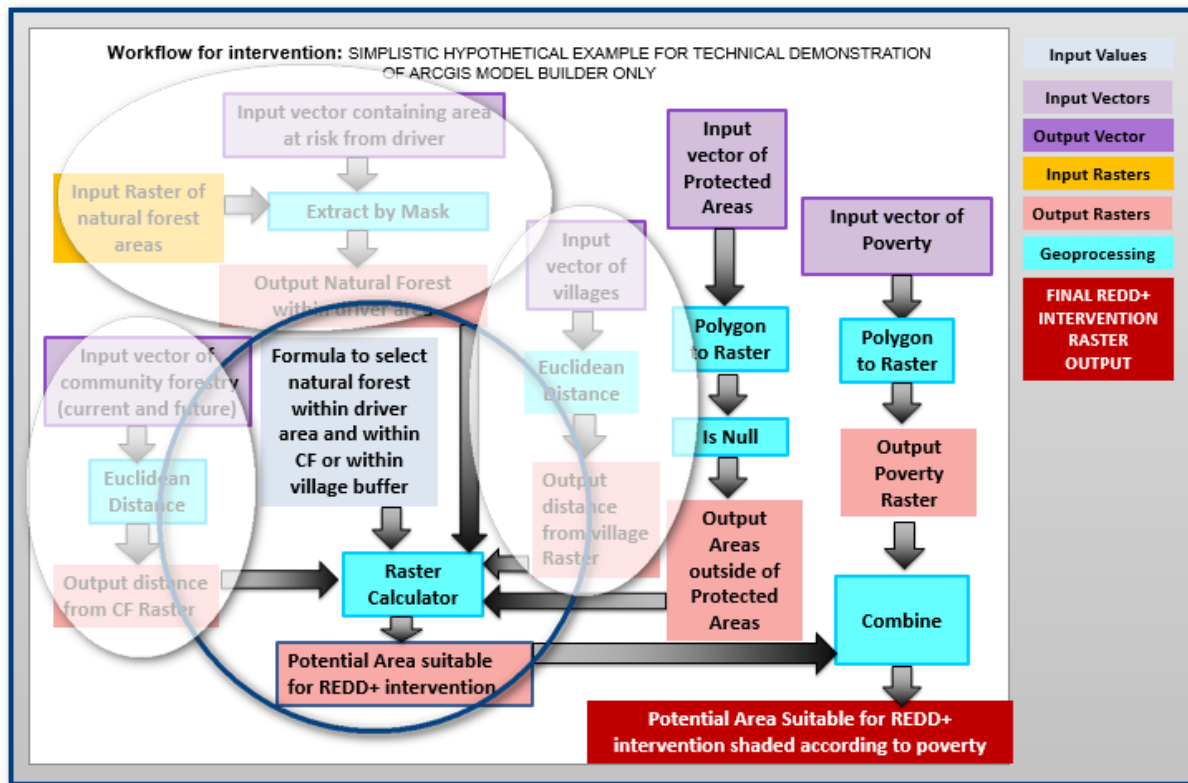 Workflow for intervention: SIMPLISTIC HYPOTHETICAL EXAMPLE FOR TECHNICAL DEMONSTRATION
OF ARCGIS MODEL BUILDER ONLY
Input vector containing area
at risk from driver
Input Raster of
natural forest
areas
Extract by Mask
Output Natural Forest
within driver area
Input vector of
community forestry
(current and future)
Euclidean
Distance
Output distance
from CF Raster
Formula to select
natural forest
within driver
area and within
CF or within
village buffer
Raster
Calculator
Potential Area suitable
for REDD+ intervention
Input
vector of
villages
Euclidean
Distance
Output
distance
from village
Raster
Input
vector of
Protected
Areas
Polygon
to Raster
Is Null
Output
Areas
outside of
Protected
Areas
Input vector of
Poverty
Polygon
to Raster
Output
Poverty
Raster
Combine
Potential Area Suitable for REDD+
intervention shaded according to poverty
Input Values
Input Vectors
Output Vector
Input Rasters
Output Rasters
Geoprocessing
FINAL REDD+
INTERVENTION
RASTER
OUTPUT